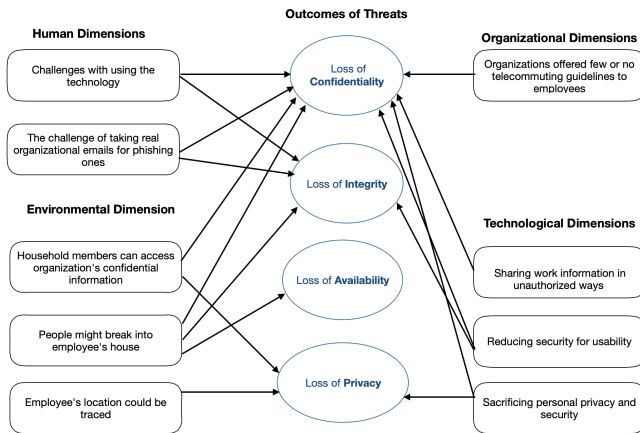 Outcomes of Threats
Human Dimensions
Challenges with using the
technology
The challenge of taking real
organizational emails for phishing
ones
Environmental Dimension
Household members can access
organization's confidential
information
People might break into
employee's house
Employee's location could be
traced
Loss of
Confidentiality
Loss of Integrity
Loss of Availability
Loss of Privacy
Organizational Dimensions
Organizations offered few or no
telecommuting guidelines to
employees
Technological Dimensions
Sharing work information in
unauthorized ways
Reducing security for usability
Sacrificing personal privacy and
security